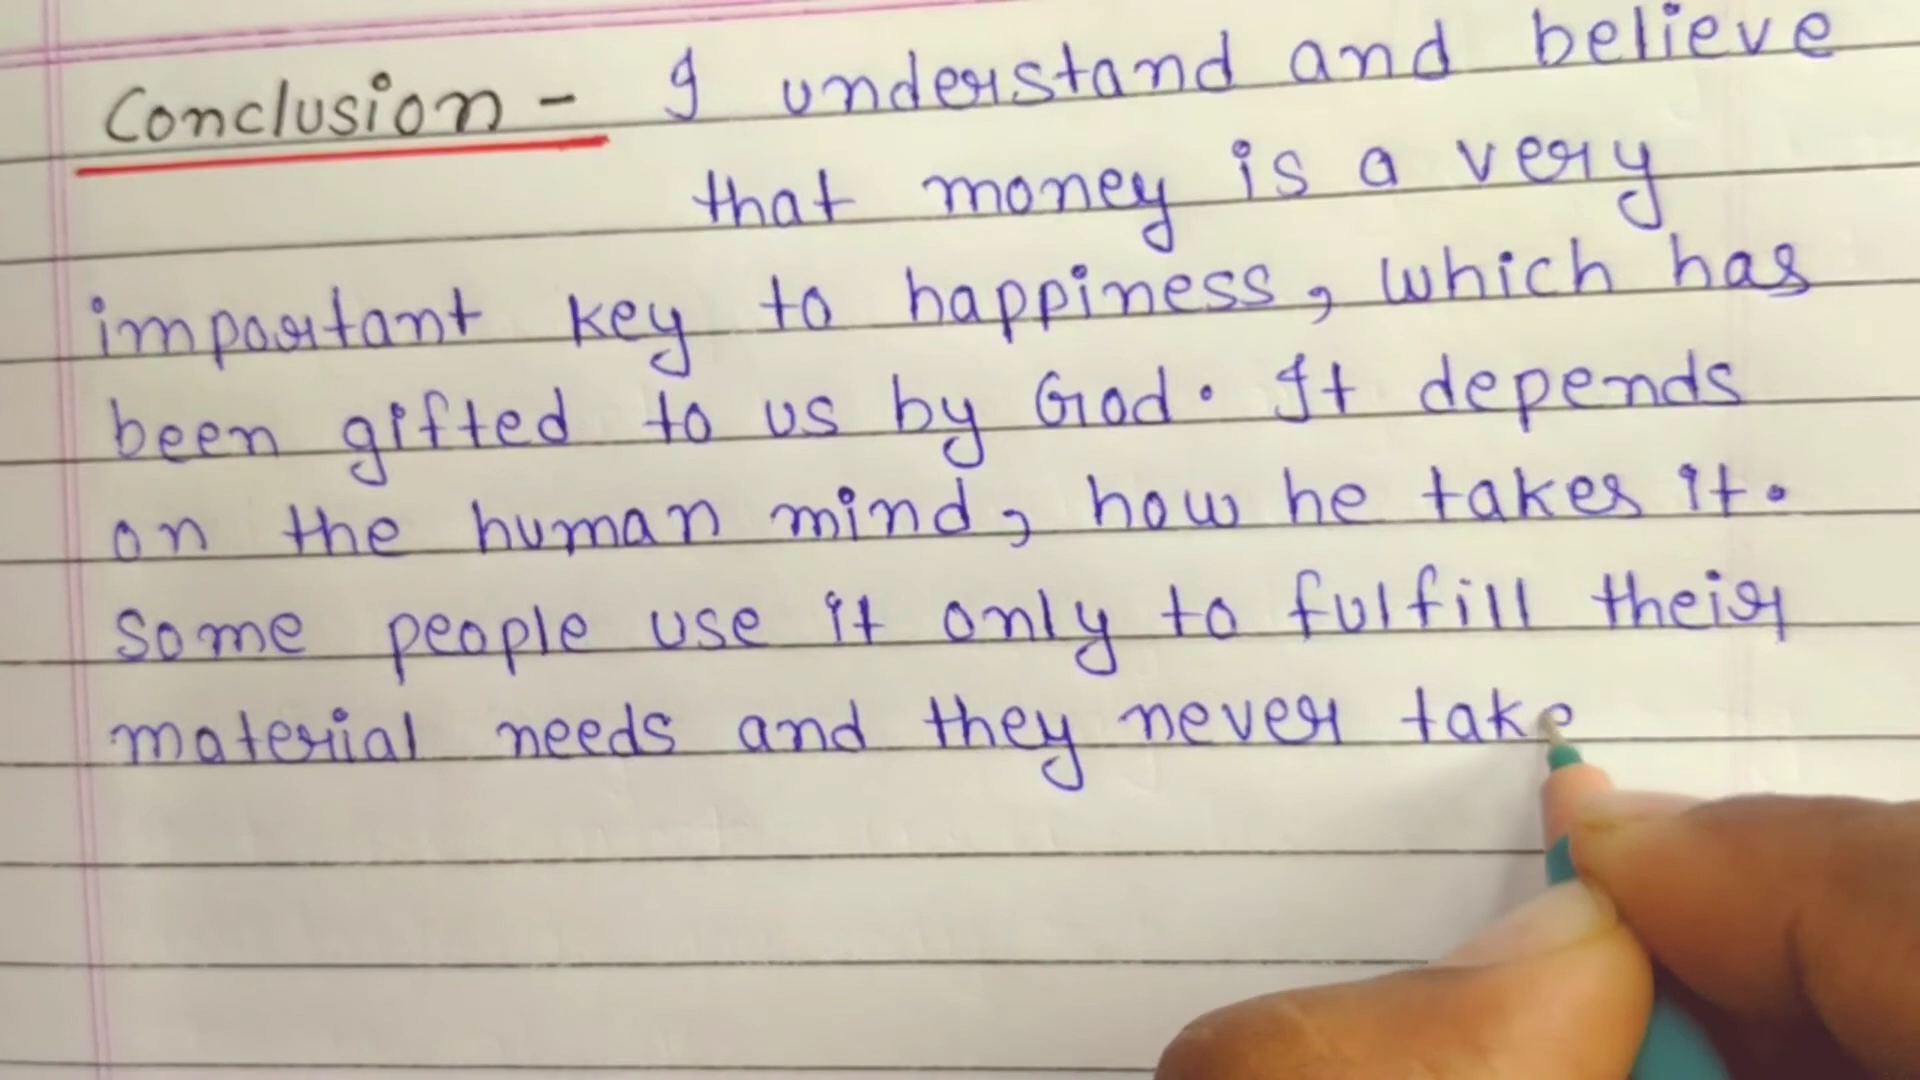 Conclusion - I understand and believe
that money is a very
important key to happiness, which has
been gifted to us by God. It depends
on the human mind, how he takes it.
Some people use it only to fulfill their
material needs and they never take